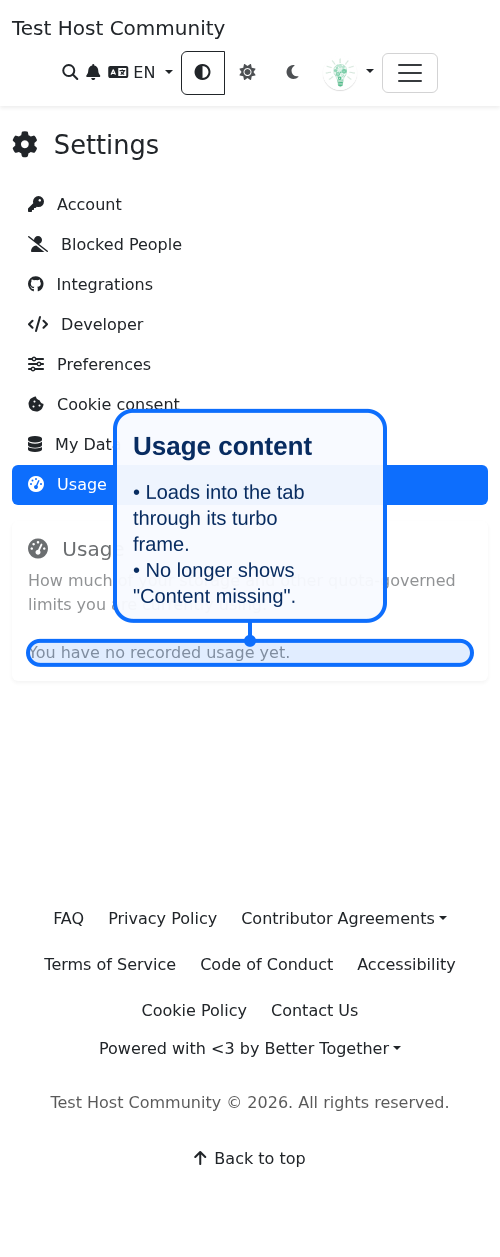 Test Host Community
EN
Settings
Account
Blocked People
Integrations
Developer
Preferences
Cookie consent
My Data
Usage
Usage content
• Loads into the tab
through its turbo
frame.
• No longer shows
"Content missing".
Usage
How much
governed
limits you
You have no recorded usage yet.
FAQ Privacy Policy Contributor Agreements
Terms of Service Code of Conduct Accessibility
Cookie Policy Contact Us
Powered with <3 by Better Together
Test Host Community © 2026. All rights reserved.
Back to top